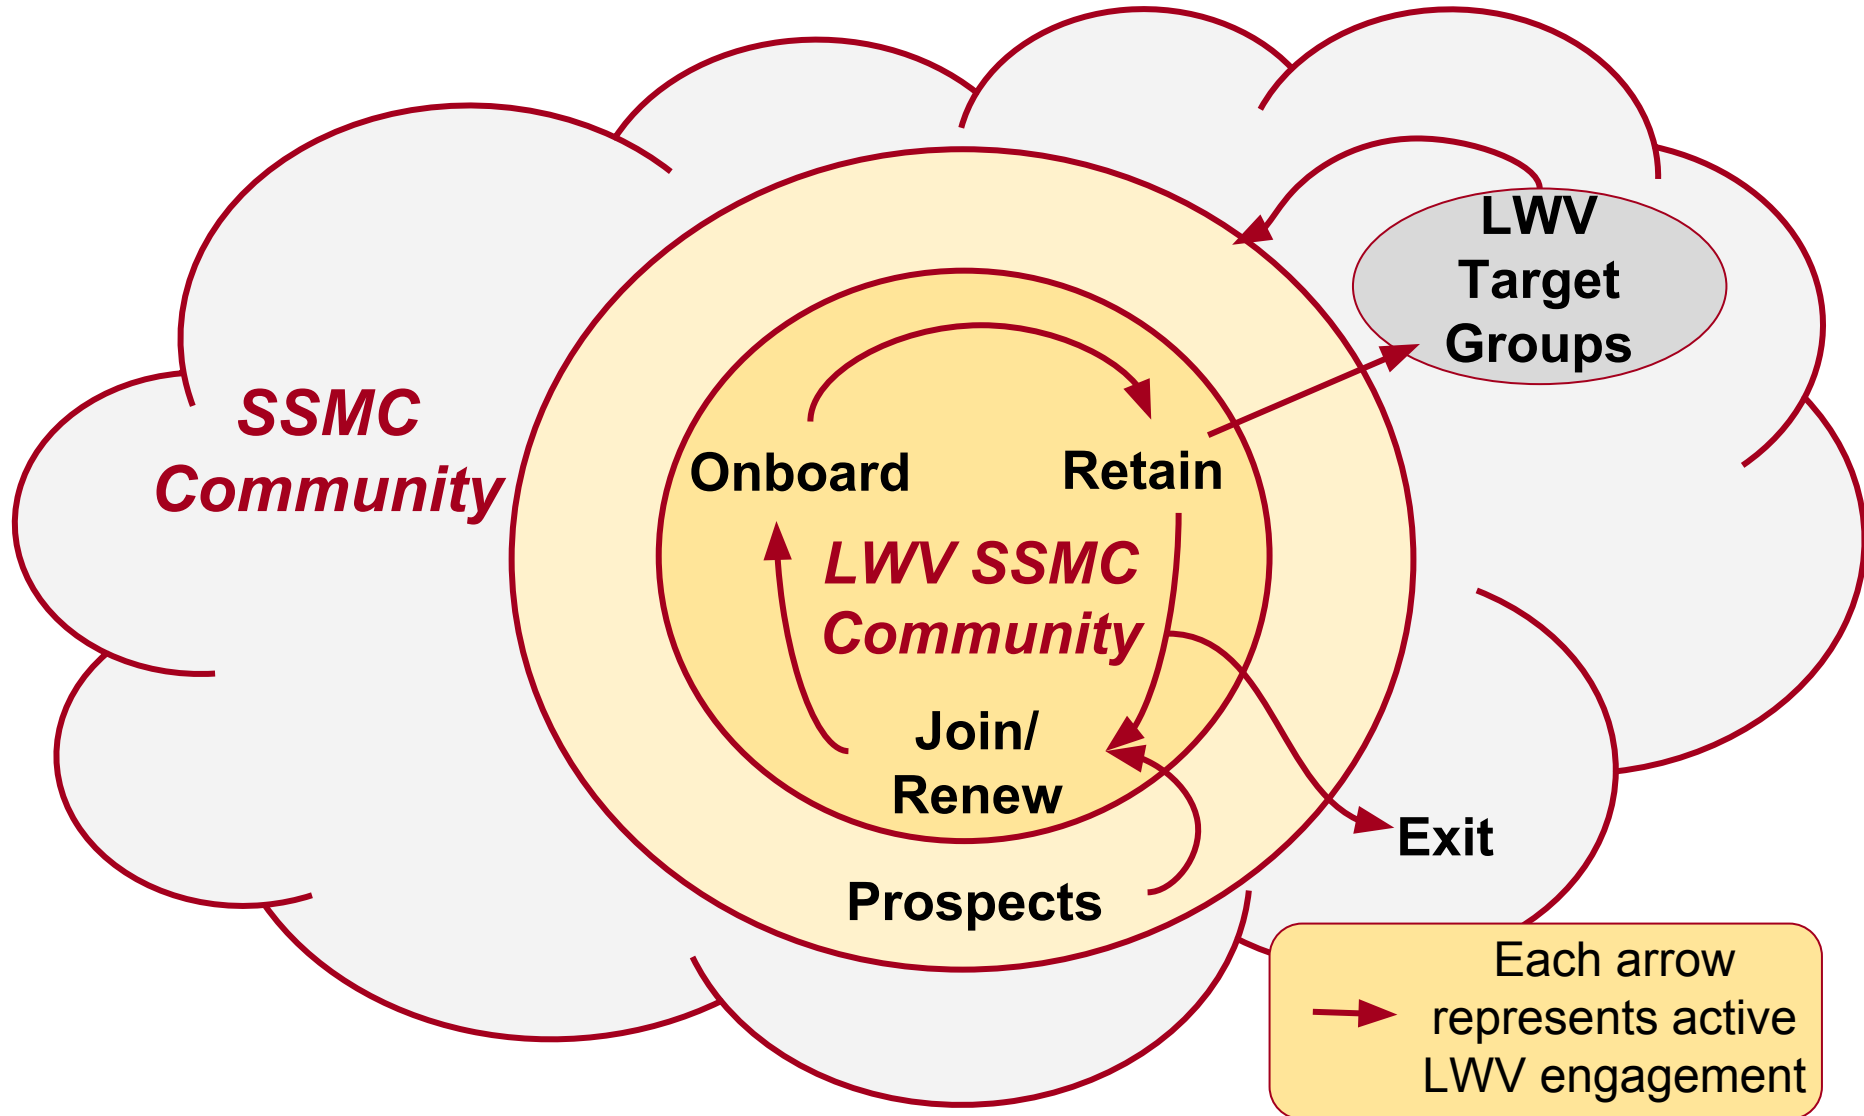 LWV
Target
Groups
SSMC
Community
Onboard
Retain
LWV SSMC
Community
Join/
Renew
Exit
Prospects
Each arrow
represents active
LWV engagement